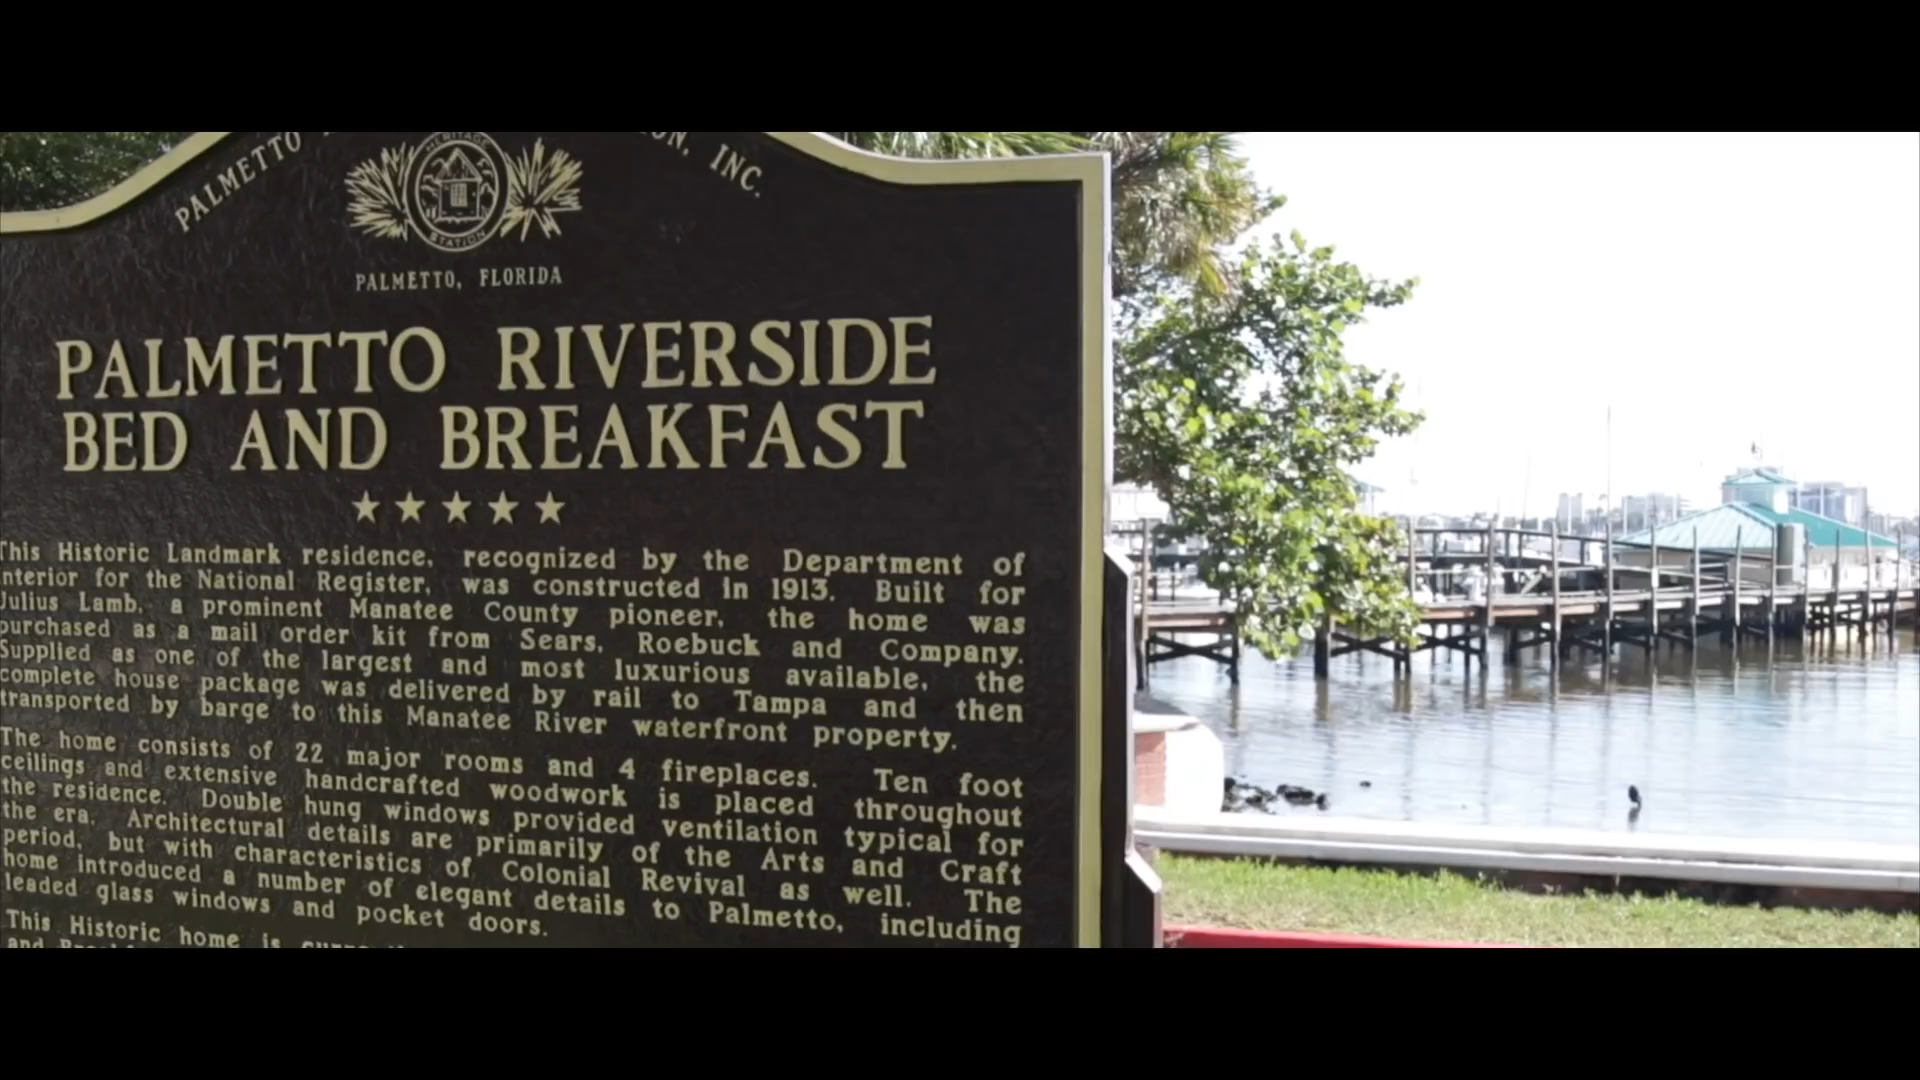 PALMETTO
INC.
HERITAGE
STATION
PALMETTO, FLORIDA
PALMETTO RIVERSIDE
BED AND BREAKFAST
This Historic Landmark residence, recognized by the Department of
Interior for the National Register, was constructed in 1913. Built for
Julius Lamb, a prominent Manatee County pioneer, the home was
purchased as a mail order kit from Sears, Roebuck and Company.
Supplied as one of the largest and most luxurious available, the
complete house package was delivered by rail to Tampa and then
transported by barge to this Manatee River waterfront property.
The home consists of 22 major rooms and 4 fireplaces. Ten foot
ceilings and extensive handcrafted woodwork is placed throughout
the residence. Double hung windows provided ventilation typical for
the era. Architectural details are primarily of the Arts and Craft
period, but with characteristics of Colonial Revival as well. The
home introduced a number of elegant details to Palmetto, including
leaded glass windows and pocket doors.
This Historic home is
and